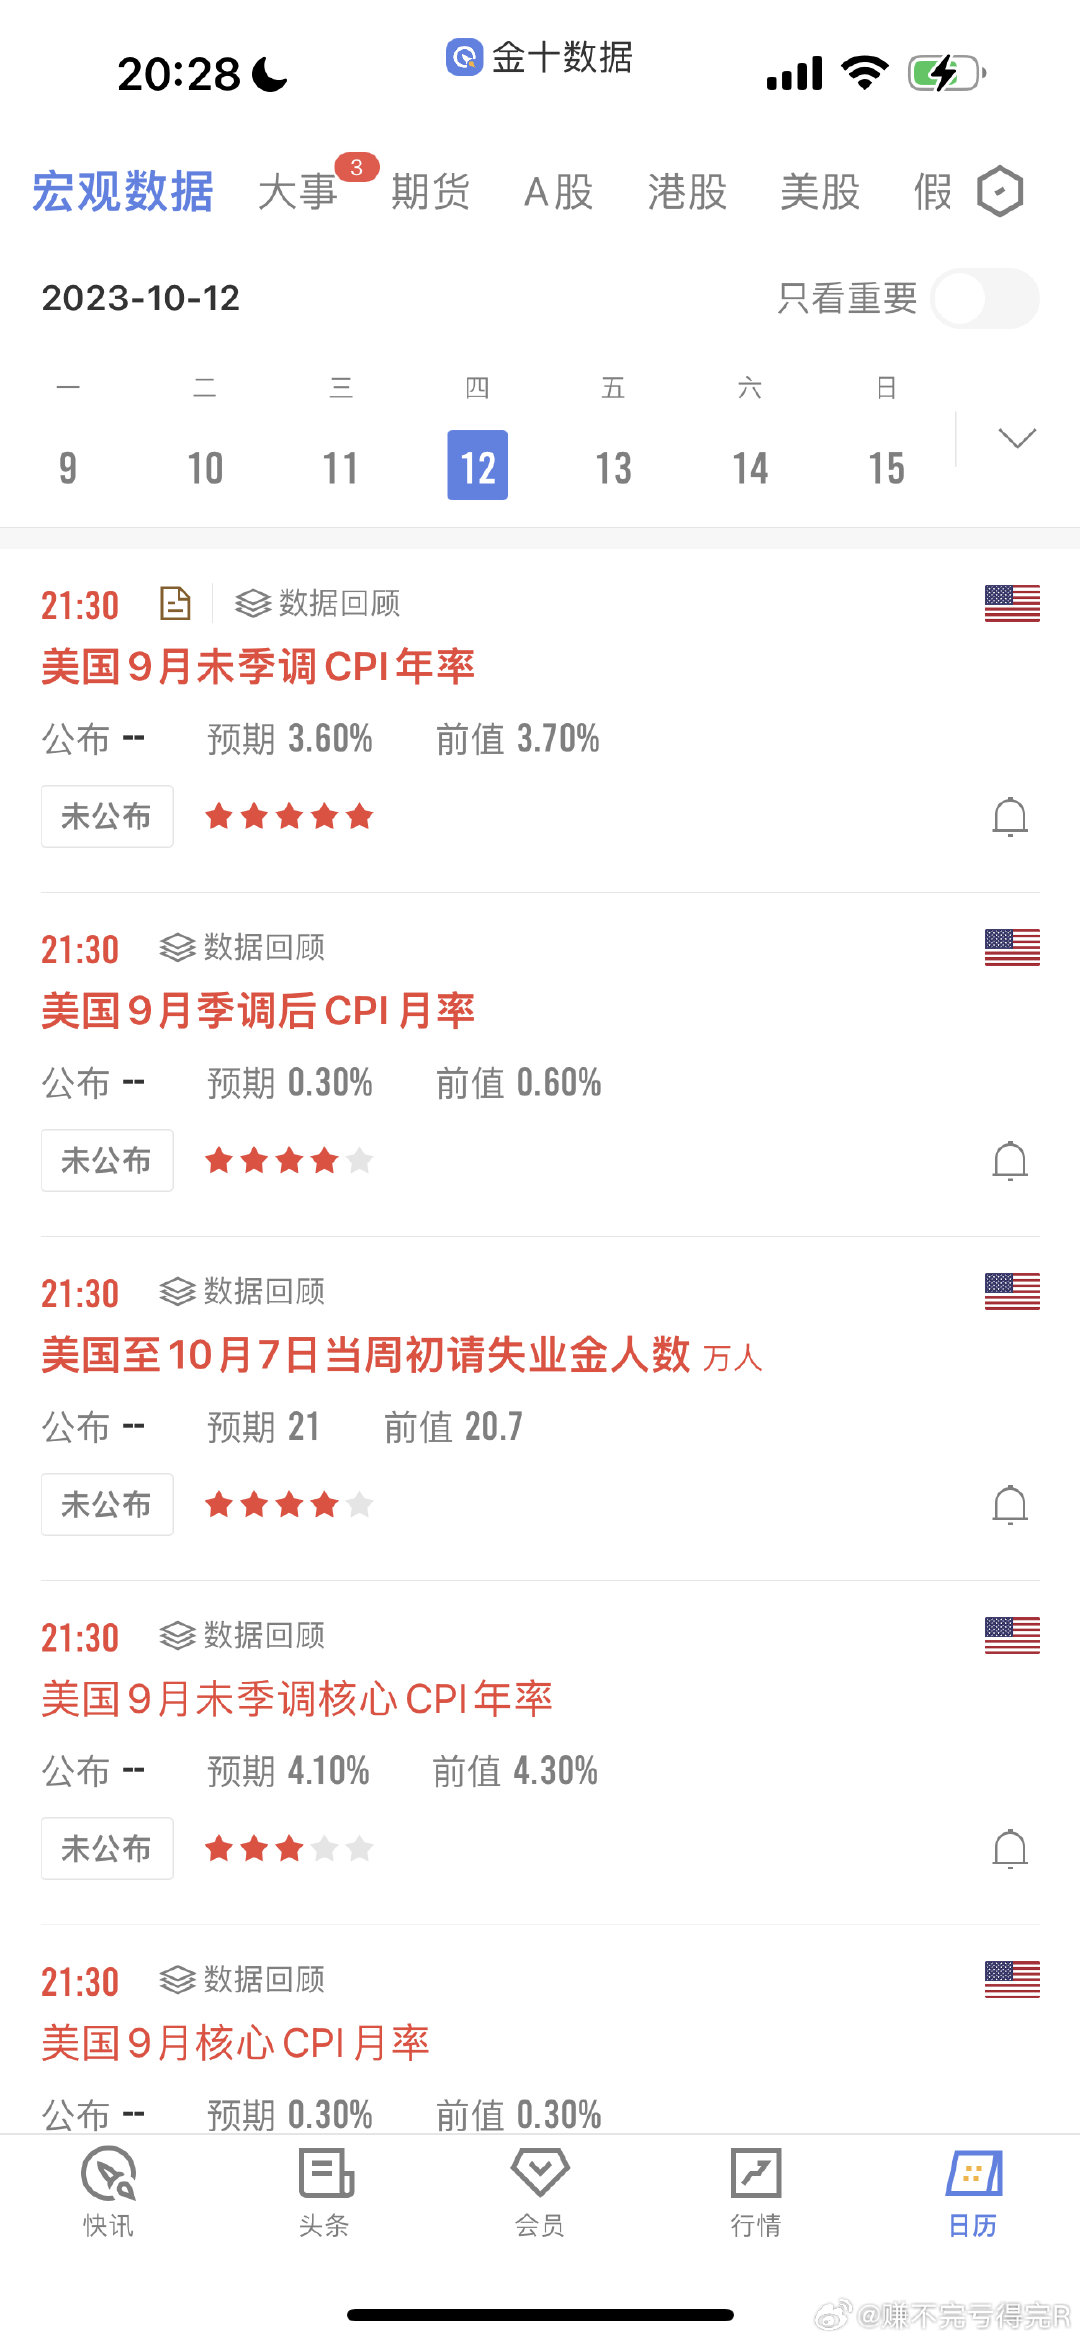 20:28
金十数据
宏观数据 大事 3 期货 A股 港股 美股 假
2023-10-12 只看重要
一 二 三 四 五 六 日
9 10 11 12 13 14 15
21:30 数据回顾
美国9月未季调CPI年率
公布 -- 预期 3.60% 前值 3.70%
未公布
21:30 数据回顾
美国9月季调后CPI月率
公布 -- 预期 0.30% 前值 0.60%
未公布
21:30 数据回顾
美国至10月7日当周初请失业金人数 万人
公布 -- 预期 21 前值 20.7
未公布
21:30 数据回顾
美国9月未季调核心CPI年率
公布 -- 预期 4.10% 前值 4.30%
未公布
21:30 数据回顾
美国9月核心CPI月率
公布 -- 预期 0.30% 前值 0.30%
快讯 头条 会员 行情 日历
@赚不完亏得完R